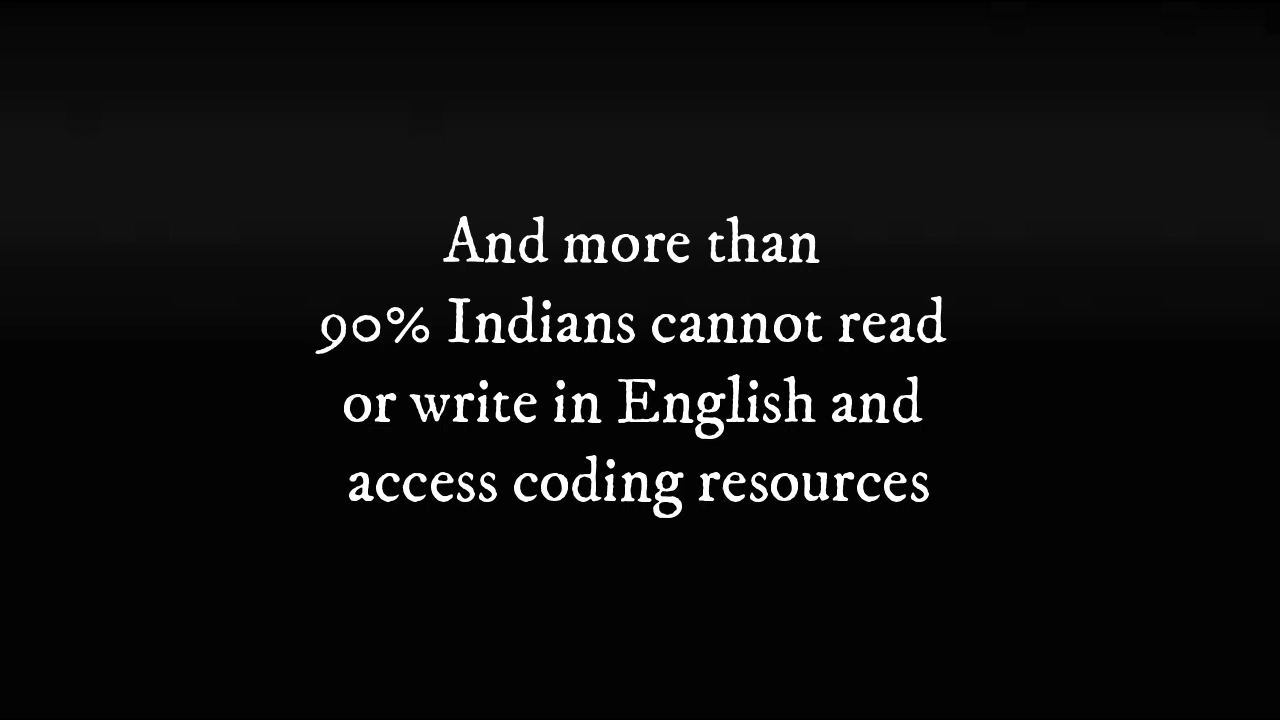 And more than
90% Indians cannot read
or write in English and
access coding resources